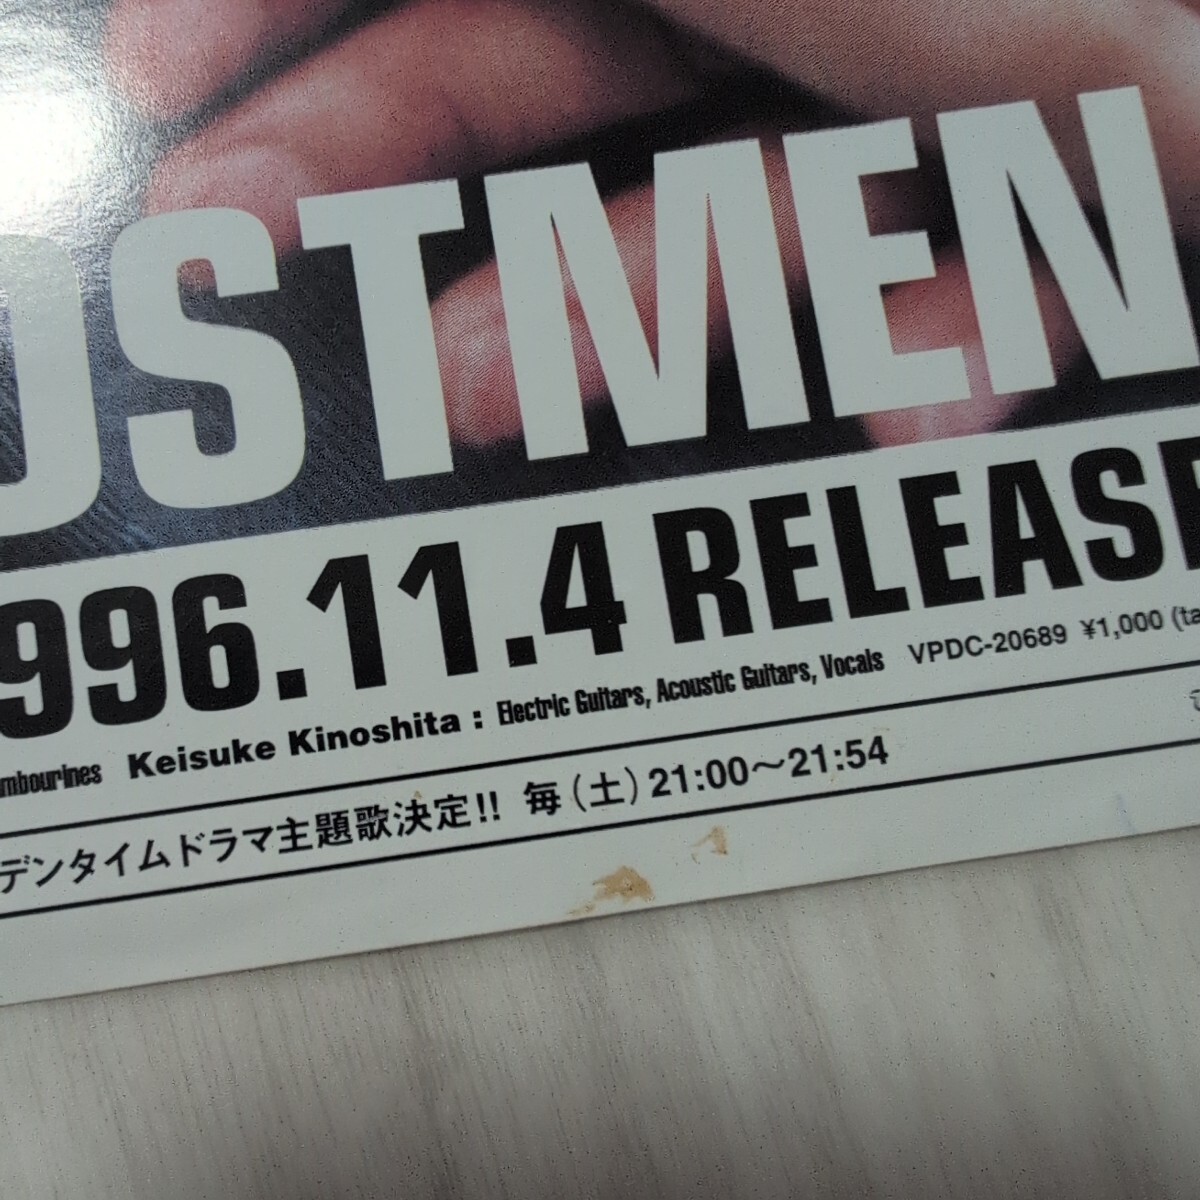 OSTMEN
996.11.4 RELEASE
mbourines Keisuke Kinoshita : Electric Guitars, Acoustic Guitars, Vocals VPDC-20689 ¥1,000 (ta
デンタイムドラマ主題歌決定!! 毎(土)21:00〜21:54